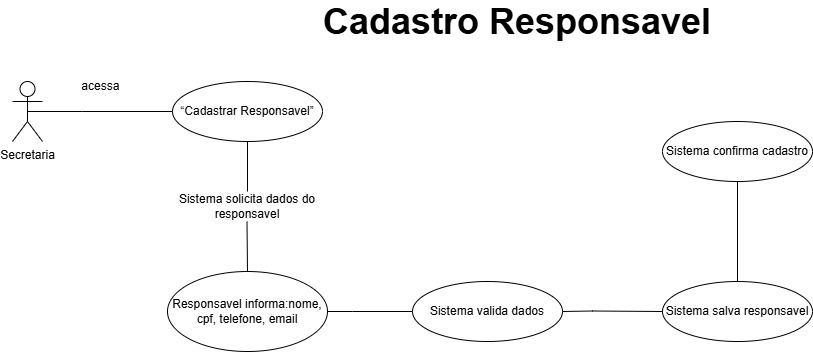 Cadastro Responsavel
acessa
“Cadastrar Responsavel”
Secretaria
Sistema confirma cadastro
Sistema solicita dados do
responsavel
Responsavel informa:nome,
cpf, telefone, email
Sistema valida dados
Sistema salva responsavel